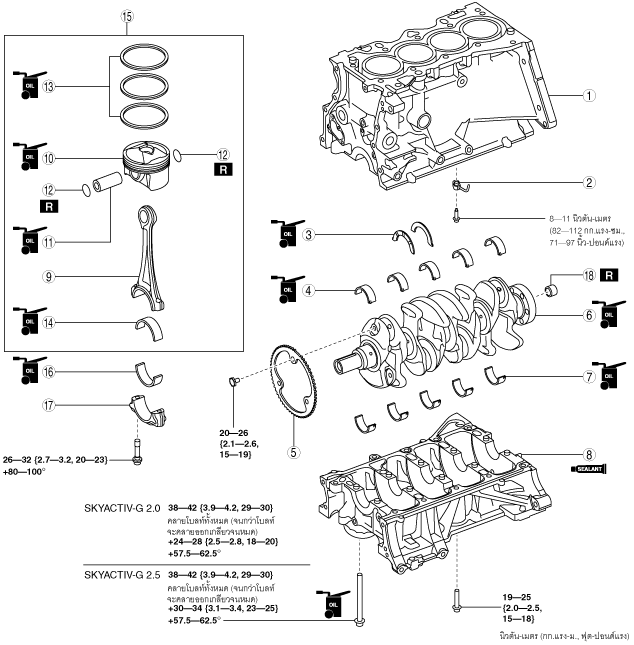 15
OIL 13
1
OIL 10
12
R
12
R
2
OIL 11
8—11 นิวตัน-เมตร
{82—112 กก.แรง-ซม.,
71—97 นิ้ว-ปอนด์แรง}
OIL 3
9
18 R
OIL 4
6 OIL
OIL 14
OIL 16
7 OIL
17
20—26
{2.1—2.6,
15—19}
5
8
SEALANT
26—32 {2.7—3.2, 20—23}
+80—100°
SKYACTIV-G 2.0 38—42 {3.9—4.2, 29—30}
คลายโบลท์ทั้งหมด (จนกว่าโบลท์
จะคลายออกเกลียวจนหมด)
+24—28 {2.5—2.8, 18—20}
+57.5—62.5°
SKYACTIV-G 2.5 38—42 {3.9—4.2, 29—30}
คลายโบลท์ทั้งหมด (จนกว่าโบลท์
จะคลายออกเกลียวจนหมด)
+30—34 {3.1—3.4, 23—25}
+57.5—62.5°
OIL
19—25
{2.0—2.5,
15—18}
นิวตัน-เมตร {กก.แรง-ม., ฟุต-ปอนด์แรง}